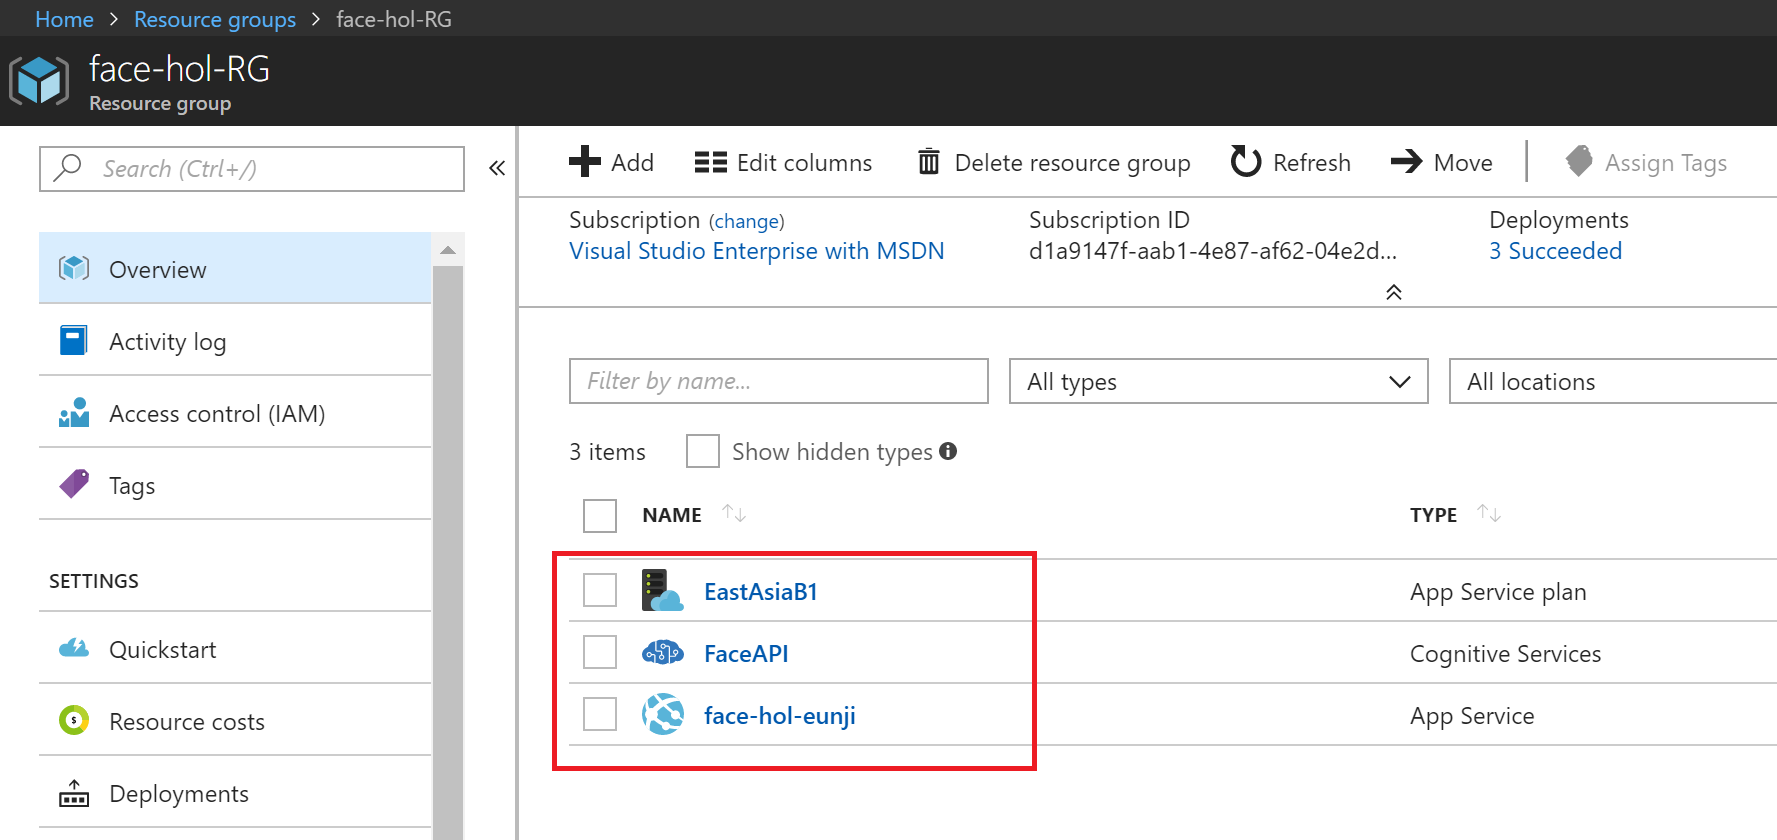 Home > Resource groups > face-hol-RG
face-hol-RG
Resource group
Search (Ctrl+/)
Overview
Activity log
Access control (IAM)
Tags
SETTINGS
Quickstart
Resource costs
Deployments
Add Edit columns Delete resource group Refresh Move Assign Tags
Subscription (change) Subscription ID Deployments
Visual Studio Enterprise with MSDN d1a9147f-aab1-4e87-af62-04e2d... 3 Succeeded
Filter by name... All types All locations
3 items Show hidden types
NAME TYPE
EastAsiaB1 App Service plan
FaceAPI Cognitive Services
face-hol-eunji App Service